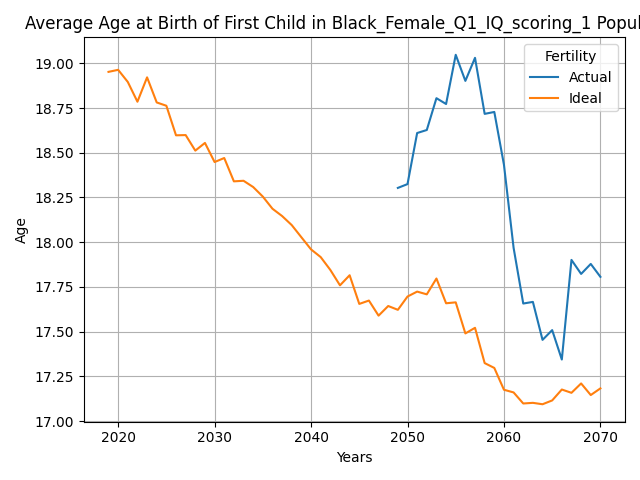 Average Age at Birth of First Child in Black_Female_Q1_IQ_scoring_1 Popul
19.00
18.75
18.50
18.25
18.00
17.75
17.50
17.25
17.00
Age
Fertility
Actual
Ideal
2020
2030
2040
2050
2060
2070
Years